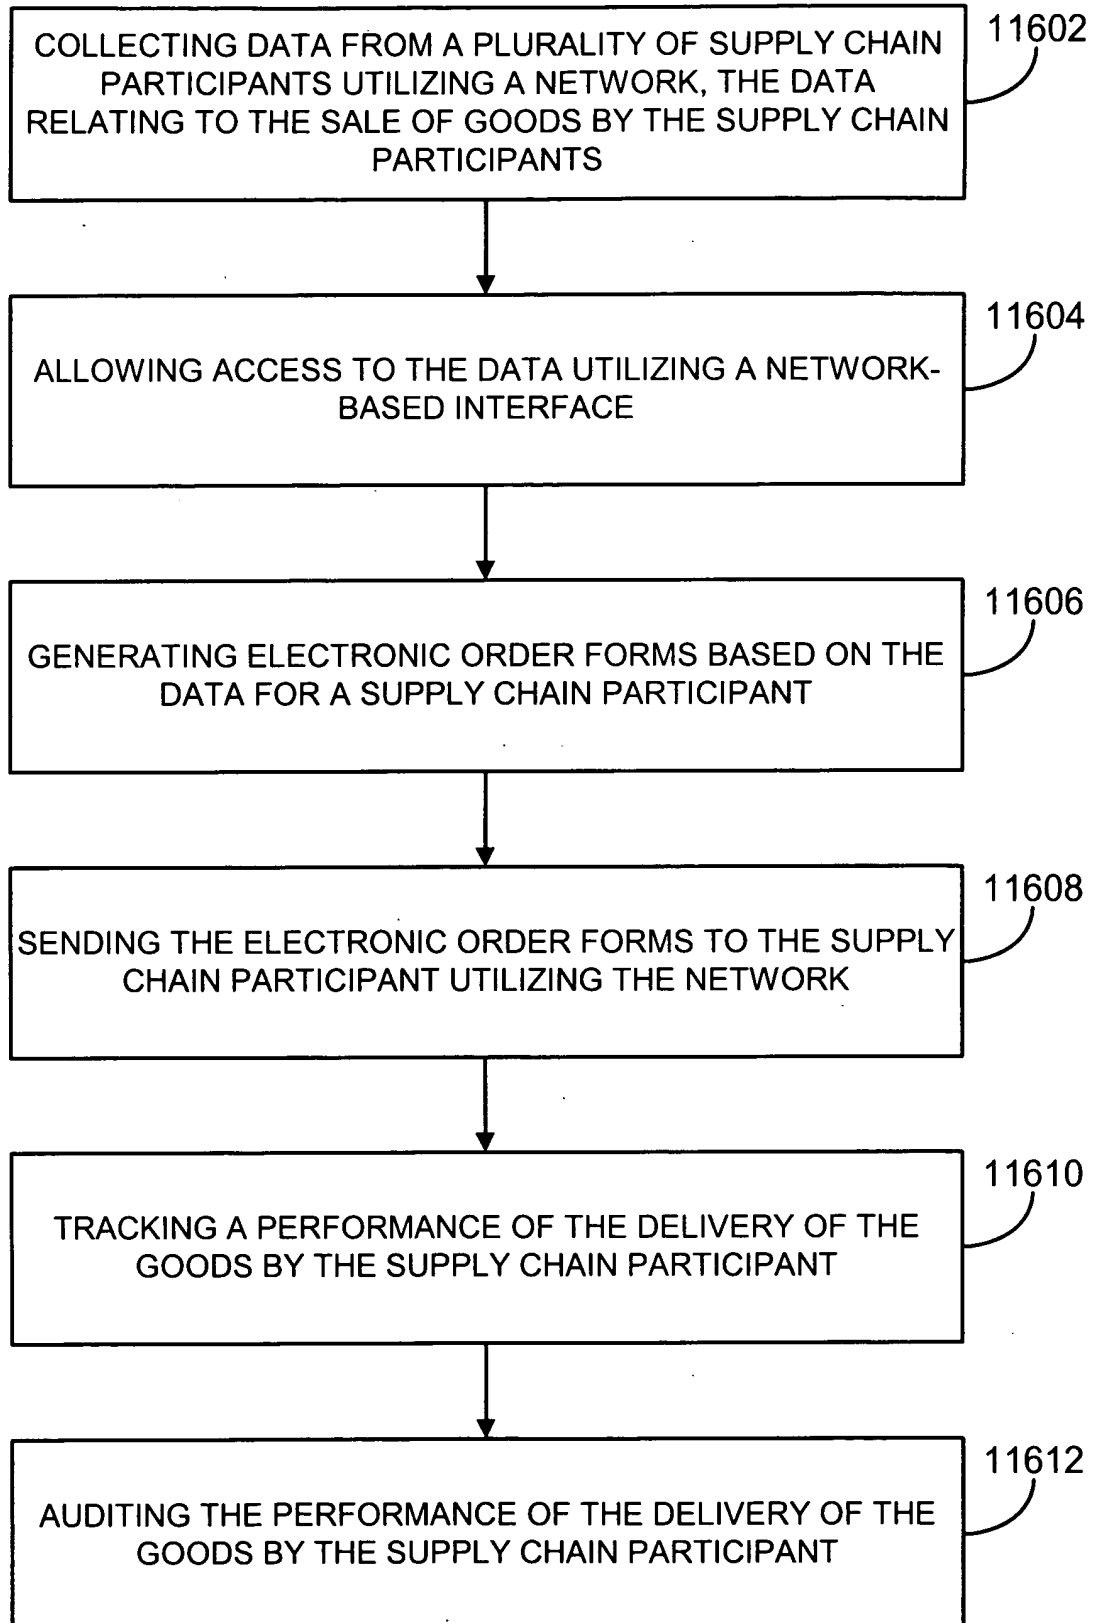 11602
COLLECTING DATA FROM A PLURALITY OF SUPPLY CHAIN
PARTICIPANTS UTILIZING A NETWORK, THE DATA
RELATING TO THE SALE OF GOODS BY THE SUPPLY CHAIN
PARTICIPANTS
11604
ALLOWING ACCESS TO THE DATA UTILIZING A NETWORK-
BASED INTERFACE
11606
GENERATING ELECTRONIC ORDER FORMS BASED ON THE
DATA FOR A SUPPLY CHAIN PARTICIPANT
11608
SENDING THE ELECTRONIC ORDER FORMS TO THE SUPPLY
CHAIN PARTICIPANT UTILIZING THE NETWORK
11610
TRACKING A PERFORMANCE OF THE DELIVERY OF THE
GOODS BY THE SUPPLY CHAIN PARTICIPANT
11612
AUDITING THE PERFORMANCE OF THE DELIVERY OF THE
GOODS BY THE SUPPLY CHAIN PARTICIPANT